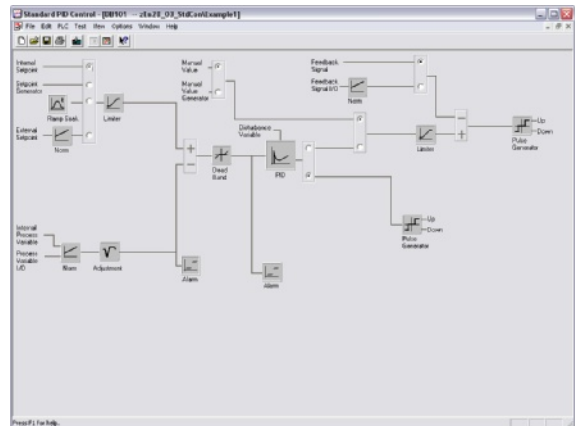 Standard PID Control - [DB101 -- zEn28_03_StdCon\Example1]
File Edit PLC Test View Options Window Help
Internal
Setpoint
Setpoint
Generator
Ramp Soak
External
Setpoint
Norm
Limiter
Manual
Value
Manual
Value
Generator
Feedback
Signal
Feedback
Signal I/O
Norm
Disturbance
Variable
Dead
Band
PID
Limiter
Pulse
Generator
Up
Down
Pulse
Generator
Up
Down
Internal
Process
Variable
Process
Variable
I/O
Norm
Adjustment
Alarm
Alarm
Press F1 for help.